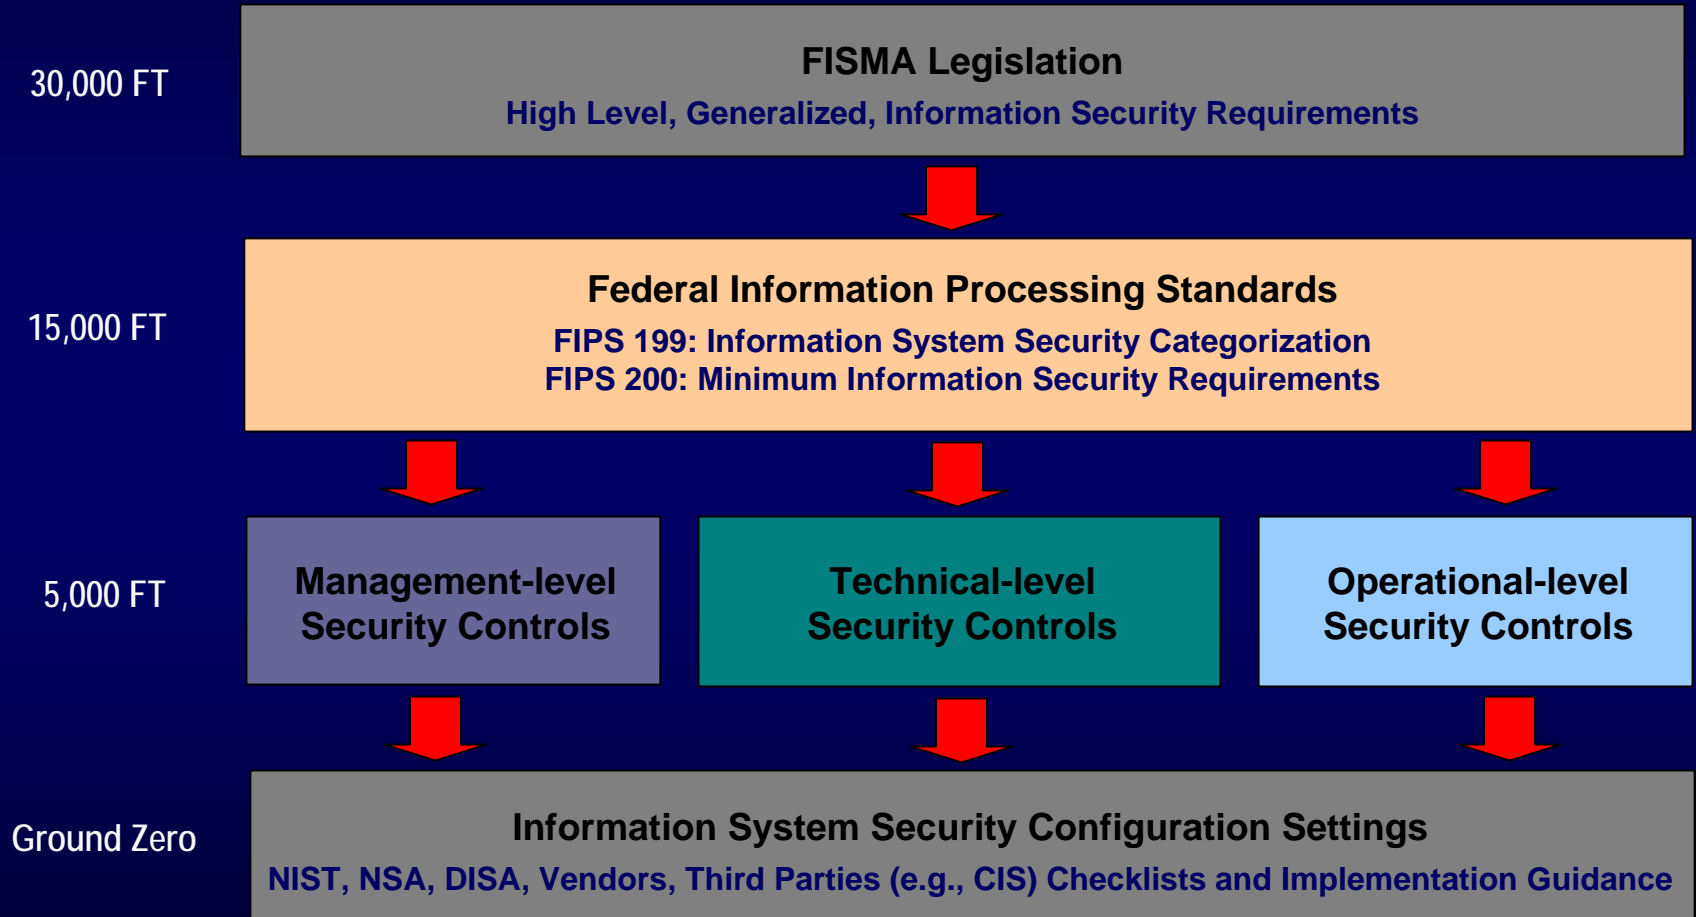 30,000 FT
FISMA Legislation
High Level, Generalized, Information Security Requirements
15,000 FT
Federal Information Processing Standards
FIPS 199: Information System Security Categorization
FIPS 200: Minimum Information Security Requirements
5,000 FT
Management-level
Security Controls
Technical-level
Security Controls
Operational-level
Security Controls
Ground Zero
Information System Security Configuration Settings
NIST, NSA, DISA, Vendors, Third Parties (e.g., CIS) Checklists and Implementation Guidance